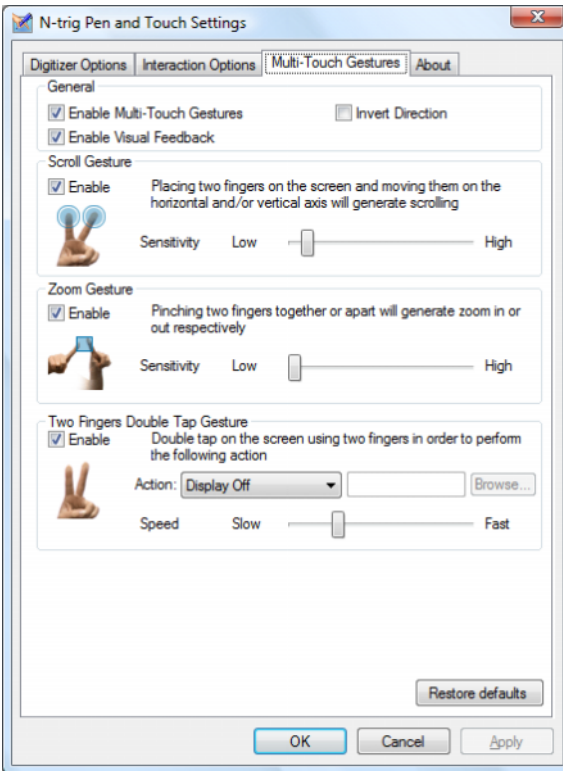 N-trig Pen and Touch Settings
Digitizer Options Interaction Options Multi-Touch Gestures About
General
Enable Multi-Touch Gestures Invert Direction
Enable Visual Feedback
Scroll Gesture
Enable Placing two fingers on the screen and moving them on the
horizontal and/or vertical axis will generate scrolling
Sensitivity Low High
Zoom Gesture
Enable Pinching two fingers together or apart will generate zoom in or
out respectively
Sensitivity Low High
Two Fingers Double Tap Gesture
Enable Double tap on the screen using two fingers in order to perform
the following action
Action: Display Off Browse...
Speed Slow Fast
Restore defaults
OK Cancel Apply